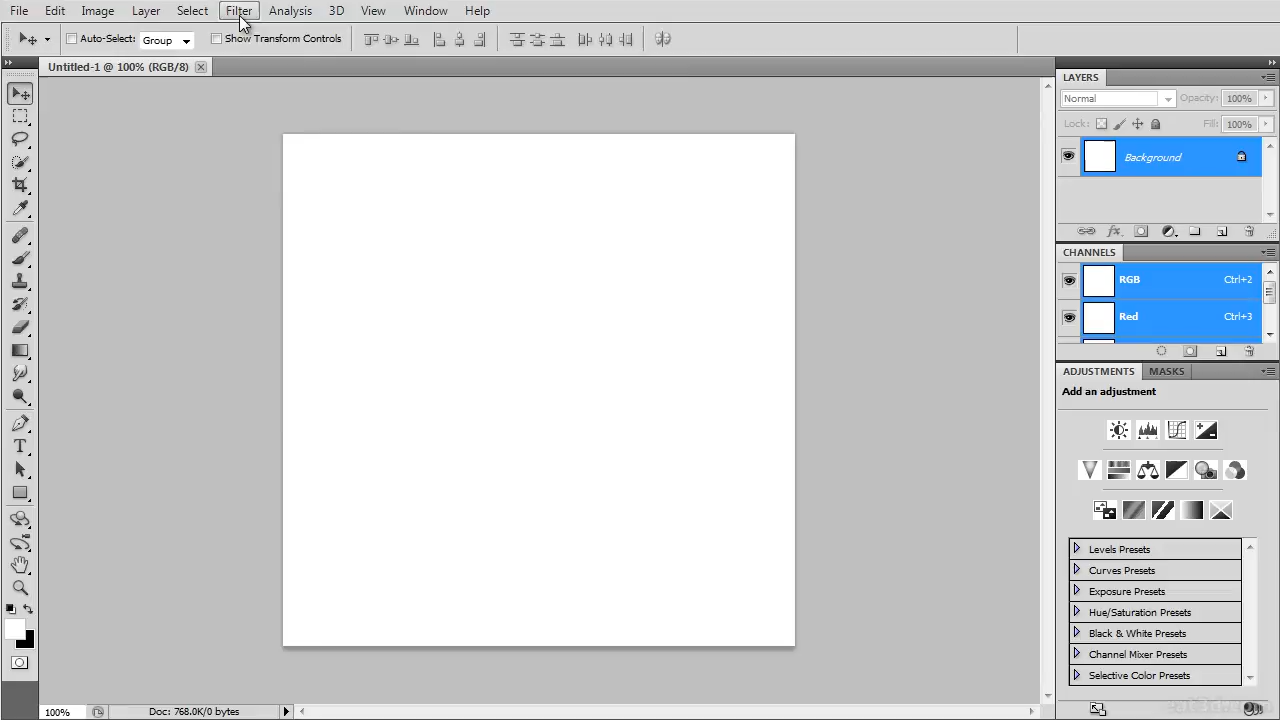 File Edit Image Layer Select Filter Analysis 3D View Window Help
Auto-Select: Group Show Transform Controls
Untitled-1 @ 100% (RGB/8)
LAYERS
Normal Opacity: 100%
Lock: Fill: 100%
Background
CHANNELS
RGB Ctrl+2
Red Ctrl+3
ADJUSTMENTS MASKS
Add an adjustment
Levels Presets
Curves Presets
Exposure Presets
Hue/Saturation Presets
Black & White Presets
Channel Mixer Presets
Selective Color Presets
100% Doc: 768.0K/0 bytes